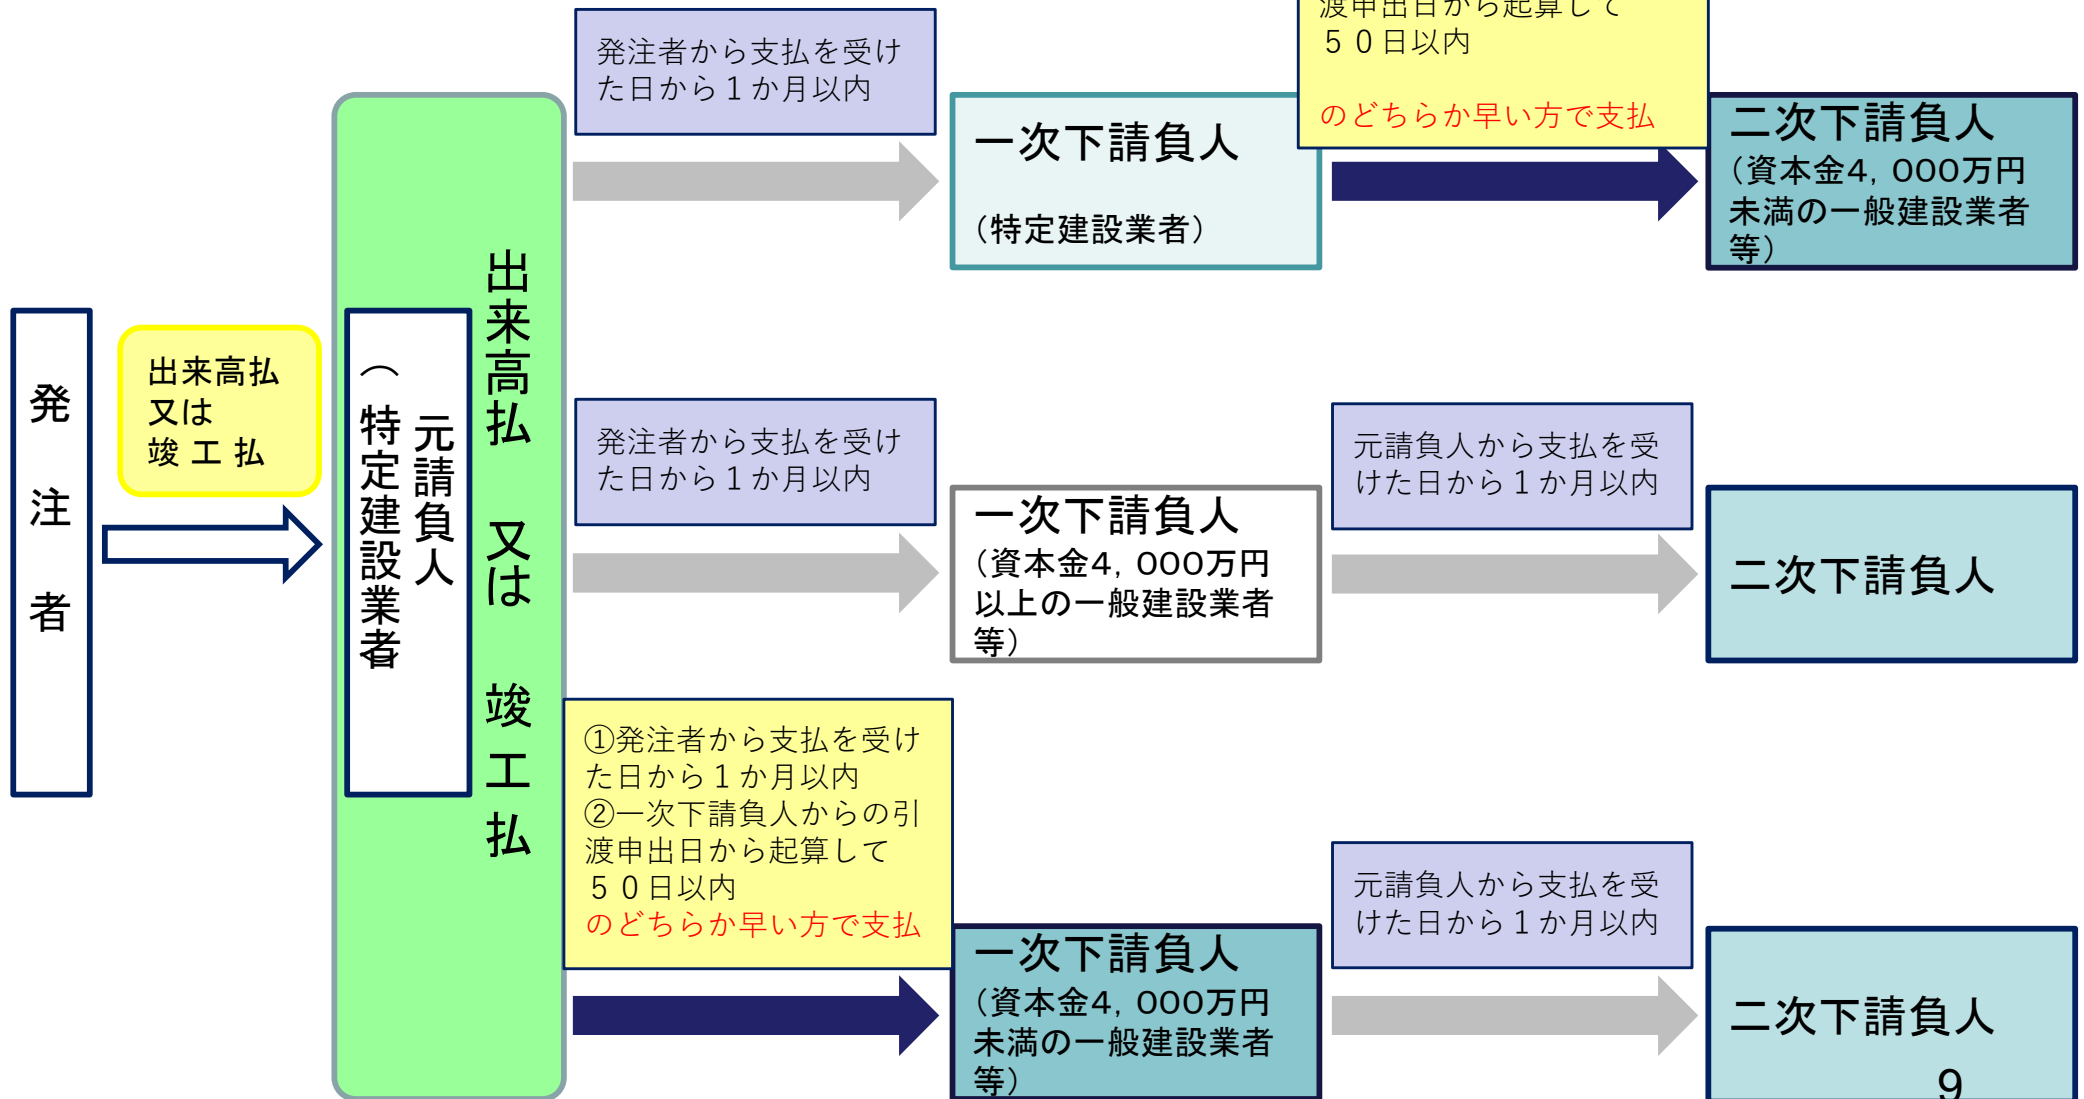 発注者
出来高払
又は
竣 工 払
元請負人
（特定建設業者）
出来高払 又は 竣工払
発注者から支払を受け
た日から１か月以内
一次下請負人
（特定建設業者）
渡申出日から起算して
５０日以内
のどちらか早い方で支払
二次下請負人
（資本金4，000万円
未満の一般建設業者
等）
発注者から支払を受け
た日から１か月以内
一次下請負人
（資本金4，000万円
以上の一般建設業者
等）
元請負人から支払を受
けた日から１か月以内
二次下請負人
①発注者から支払を受け
た日から１か月以内
②一次下請負人からの引
渡申出日から起算して
５０日以内
のどちらか早い方で支払
一次下請負人
（資本金4，000万円
未満の一般建設業者
等）
元請負人から支払を受
けた日から１か月以内
二次下請負人
9